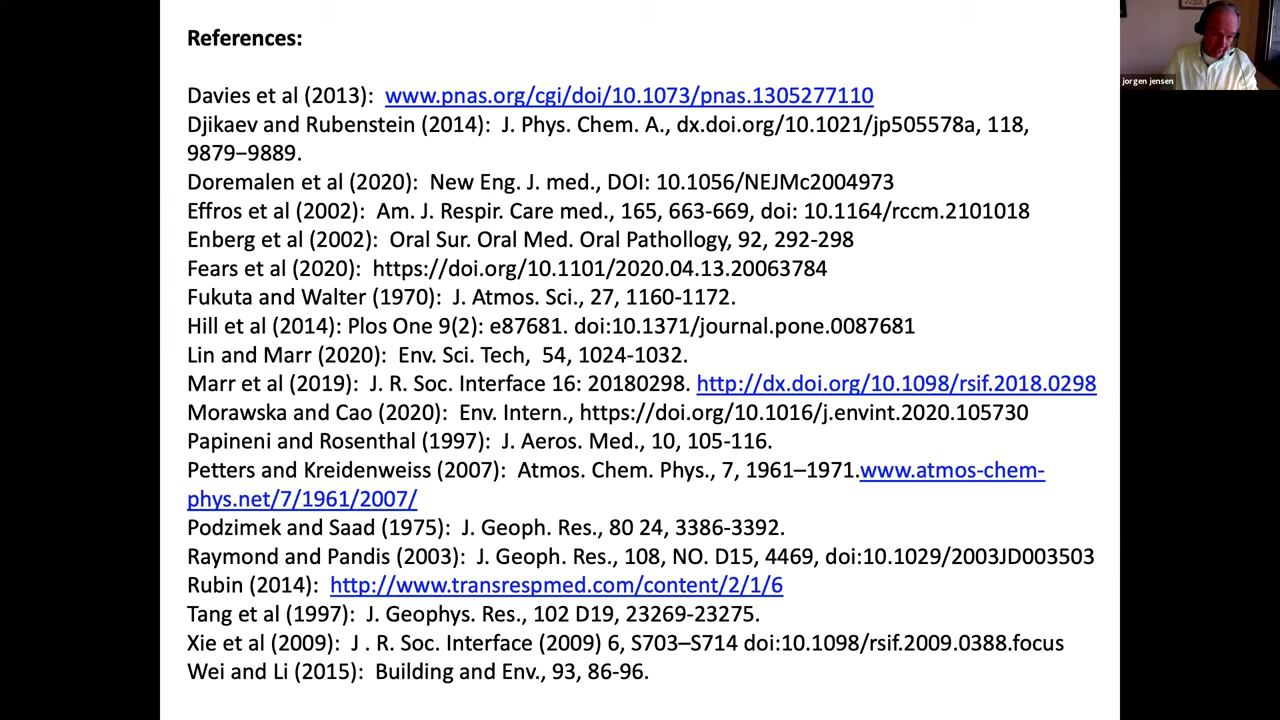 References:
Davies et al (2013):  www.pnas.org/cgi/doi/10.1073/pnas.1305277110
Djikaev and Rubenstein (2014):  J. Phys. Chem. A., dx.doi.org/10.1021/jp505578a, 118,
9879−9889.
Doremalen et al (2020):  New Eng. J. med., DOI: 10.1056/NEJMc2004973
Effros et al (2002):  Am. J. Respir. Care med., 165, 663-669, doi: 10.1164/rccm.2101018
Enberg et al (2002):  Oral Sur. Oral Med. Oral Pathollogy, 92, 292-298
Fears et al (2020):  https://doi.org/10.1101/2020.04.13.20063784
Fukuta and Walter (1970):  J. Atmos. Sci., 27, 1160-1172.
Hill et al (2014): Plos One 9(2): e87681. doi:10.1371/journal.pone.0087681
Lin and Marr (2020):  Env. Sci. Tech,  54, 1024-1032.
Marr et al (2019):  J. R. Soc. Interface 16: 20180298. http://dx.doi.org/10.1098/rsif.2018.0298
Morawska and Cao (2020):  Env. Intern., https://doi.org/10.1016/j.envint.2020.105730
Papineni and Rosenthal (1997):  J. Aeros. Med., 10, 105-116.
Petters and Kreidenweiss (2007):  Atmos. Chem. Phys., 7, 1961–1971.www.atmos-chem-
phys.net/7/1961/2007/
Podzimek and Saad (1975):  J. Geoph. Res., 80 24, 3386-3392.
Raymond and Pandis (2003):  J. Geoph. Res., 108, NO. D15, 4469, doi:10.1029/2003JD003503
Rubin (2014):  http://www.transrespmed.com/content/2/1/6
Tang et al (1997):  J. Geophys. Res., 102 D19, 23269-23275.
Xie et al (2009):  J . R. Soc. Interface (2009) 6, S703–S714 doi:10.1098/rsif.2009.0388.focus
Wei and Li (2015):  Building and Env., 93, 86-96.
jorgen jensen